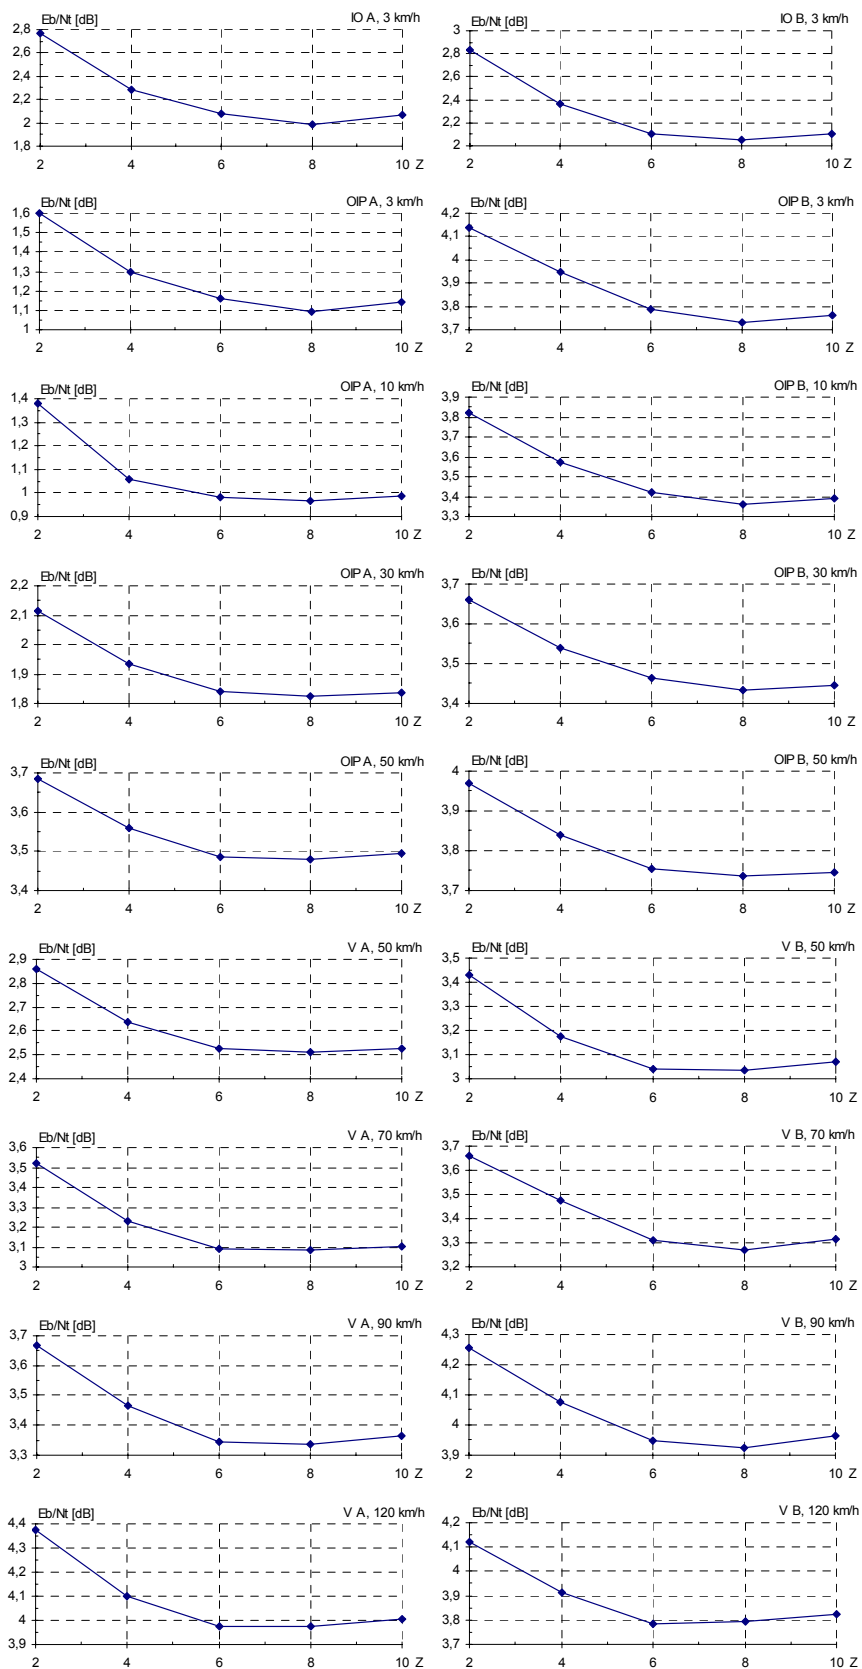 Eb/Nt [dB] IO A, 3 km/h
2,8
2,6
2,4
2,2
2
1,8
2 4 6 8 10 Z
Eb/Nt [dB] IO B, 3 km/h
3
2,8
2,6
2,4
2,2
2
2 4 6 8 10 Z
Eb/Nt [dB] OIP A, 3 km/h
1,6
1,5
1,4
1,3
1,2
1,1
1
2 4 6 8 10 Z
Eb/Nt [dB] OIP B, 3 km/h
4,2
4,1
4
3,9
3,8
3,7
2 4 6 8 10 Z
Eb/Nt [dB] OIP A, 10 km/h
1,4
1,3
1,2
1,1
1
0,9
2 4 6 8 10 Z
Eb/Nt [dB] OIP B, 10 km/h
3,9
3,8
3,7
3,6
3,5
3,4
3,3
2 4 6 8 10 Z
Eb/Nt [dB] OIP A, 30 km/h
2,2
2,1
2
1,9
1,8
2 4 6 8 10 Z
Eb/Nt [dB] OIP B, 30 km/h
3,7
3,6
3,5
3,4
2 4 6 8 10 Z
Eb/Nt [dB] OIP A, 50 km/h
3,7
3,6
3,5
3,4
2 4 6 8 10 Z
Eb/Nt [dB] OIP B, 50 km/h
4
3,9
3,8
3,7
2 4 6 8 10 Z
Eb/Nt [dB] V A, 50 km/h
2,9
2,8
2,7
2,6
2,5
2,4
2 4 6 8 10 Z
Eb/Nt [dB] V B, 50 km/h
3,5
3,4
3,3
3,2
3,1
3
2 4 6 8 10 Z
Eb/Nt [dB] V A, 70 km/h
3,6
3,5
3,4
3,3
3,2
3,1
3
2 4 6 8 10 Z
Eb/Nt [dB] V B, 70 km/h
3,7
3,6
3,5
3,4
3,3
3,2
2 4 6 8 10 Z
Eb/Nt [dB] V A, 90 km/h
3,7
3,6
3,5
3,4
3,3
2 4 6 8 10 Z
Eb/Nt [dB] V B, 90 km/h
4,3
4,2
4,1
4
3,9
2 4 6 8 10 Z
Eb/Nt [dB] V A, 120 km/h
4,4
4,3
4,2
4,1
4
3,9
2 4 6 8 10 Z
Eb/Nt [dB] V B, 120 km/h
4,2
4,1
4
3,9
3,8
3,7
2 4 6 8 10 Z